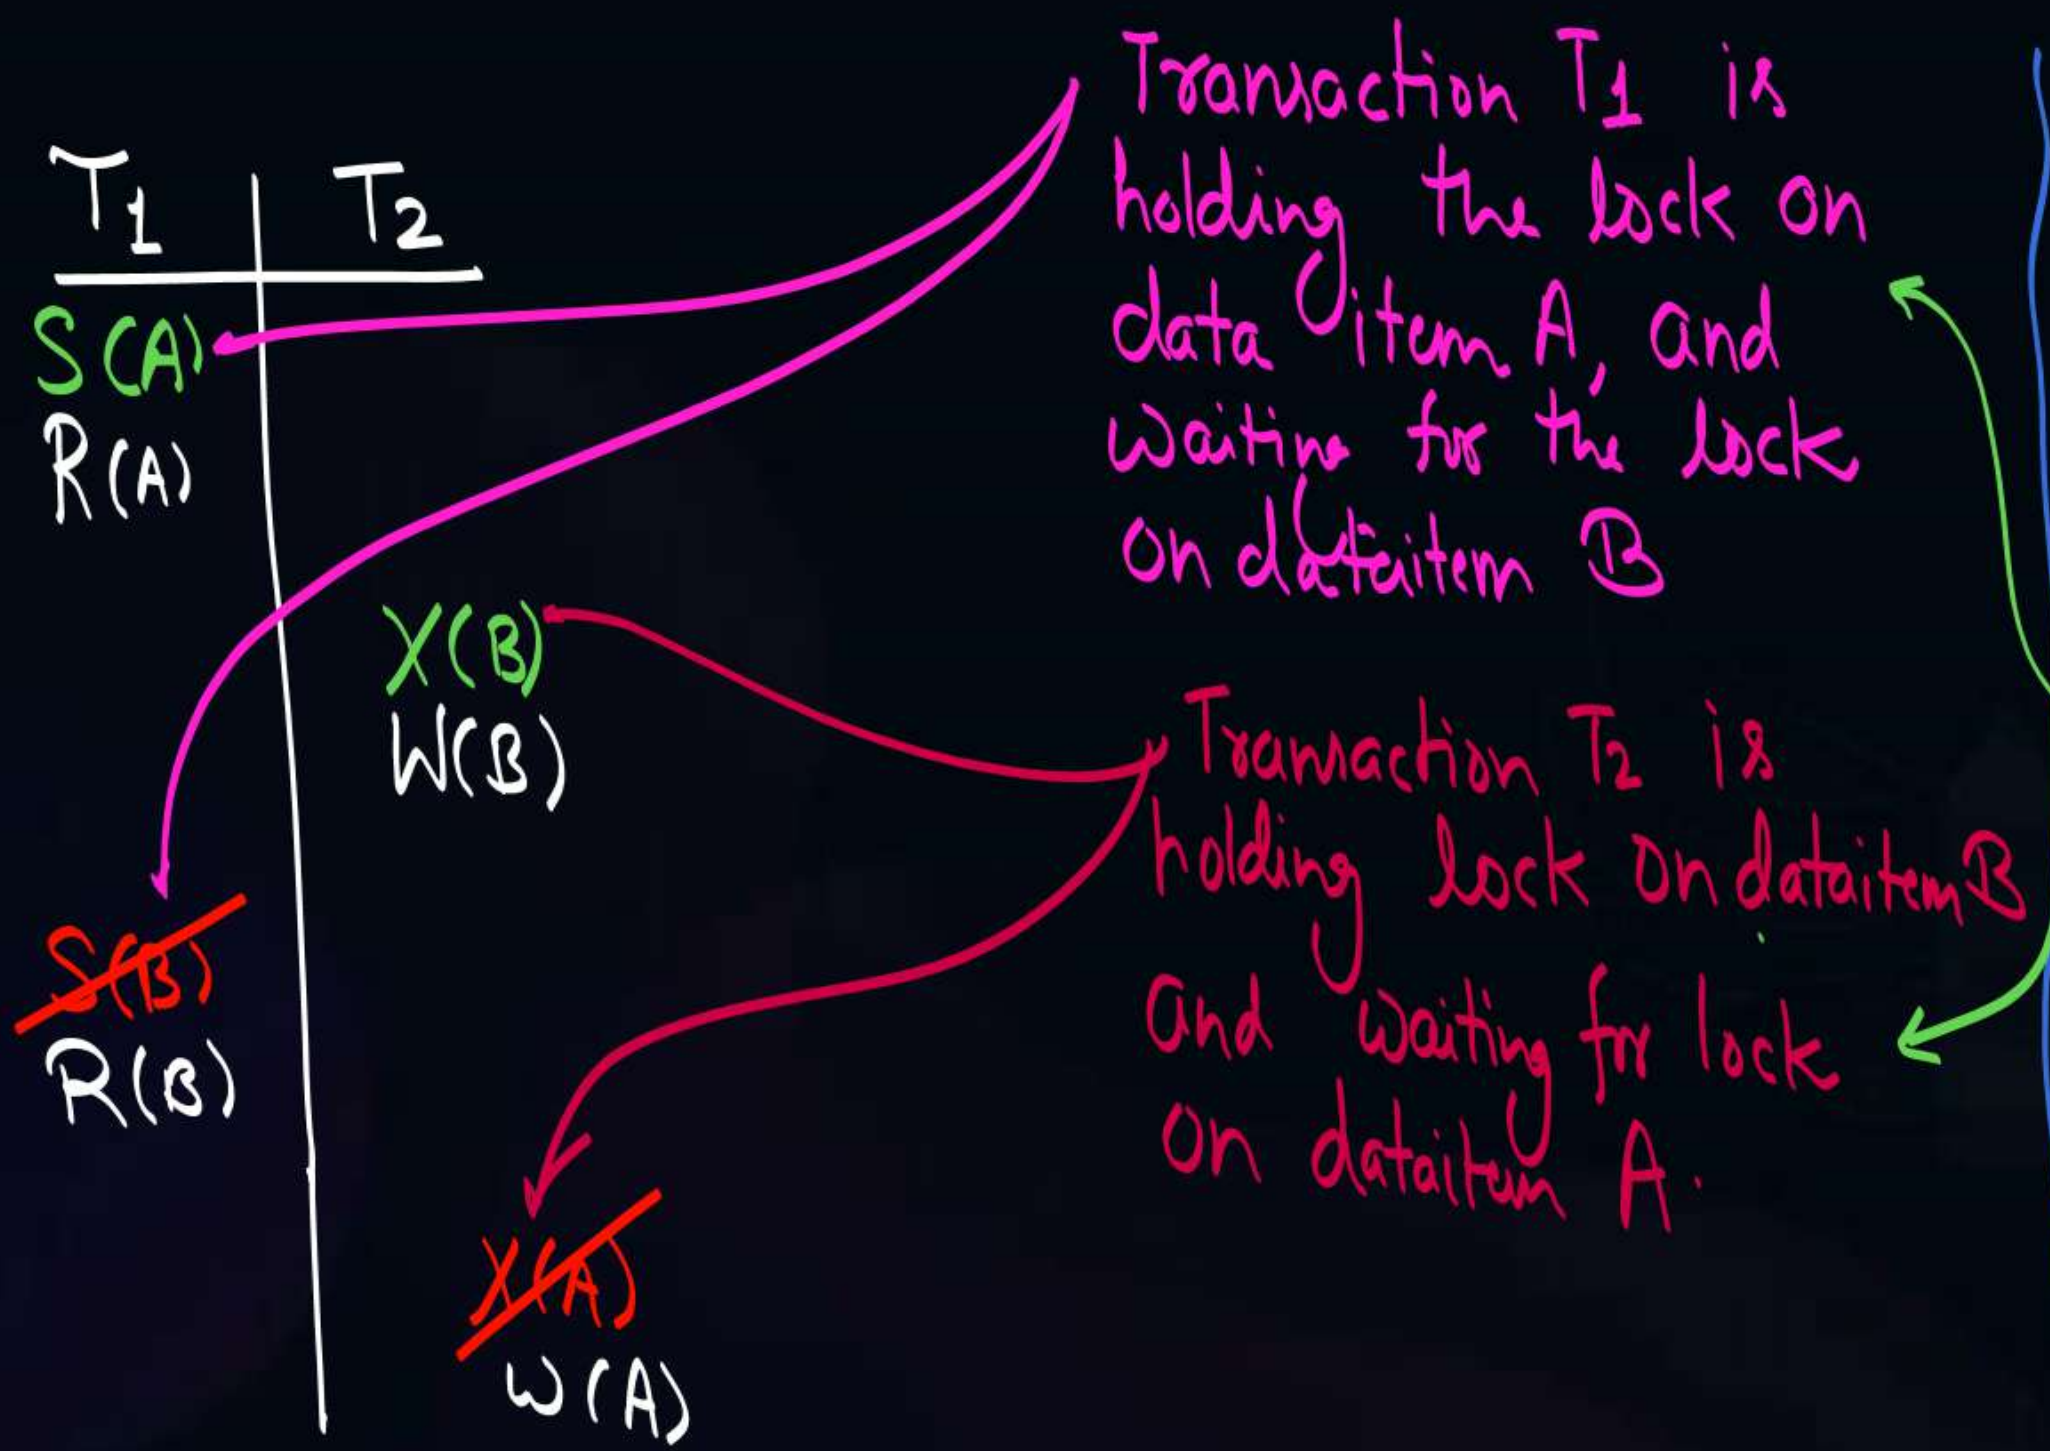 T1 T2
S(A)
R(A)
X(B)
W(B)
S(B)
R(B)
X(A)
W(A)
Transaction T1 is
holding the lock on
data item A, and
waiting for the lock
on dataitem B
Transaction T2 is
holding lock on dataitem B
and waiting for lock
on dataitem A.